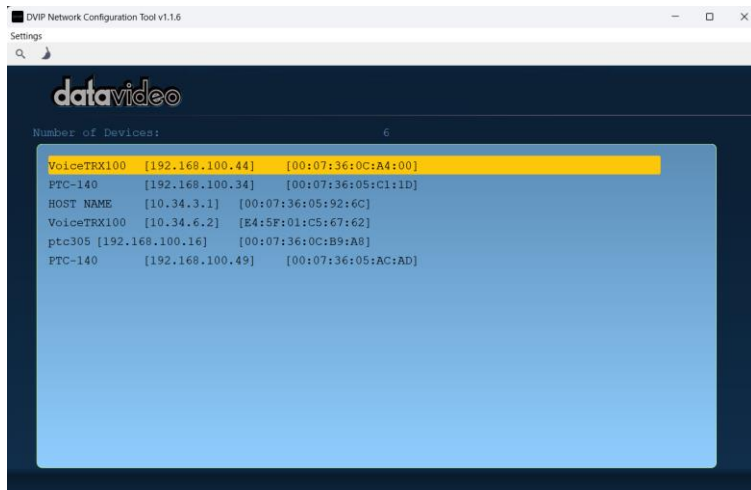 DVIP Network Configuration Tool v1.1.6
Settings
datavideo
Number of Devices: 6
VoiceTRX100 [192.168.100.44] [00:07:36:0C:A4:00]
PTC-140 [192.168.100.34] [00:07:36:05:C1:1D]
HOST NAME [10.34.3.1] [00:07:36:05:92:6C]
VoiceTRX100 [10.34.6.2] [E4:5F:01:C5:67:62]
ptc305 [192.168.100.16] [00:07:36:0C:B9:A8]
PTC-140 [192.168.100.49] [00:07:36:05:AC:AD]